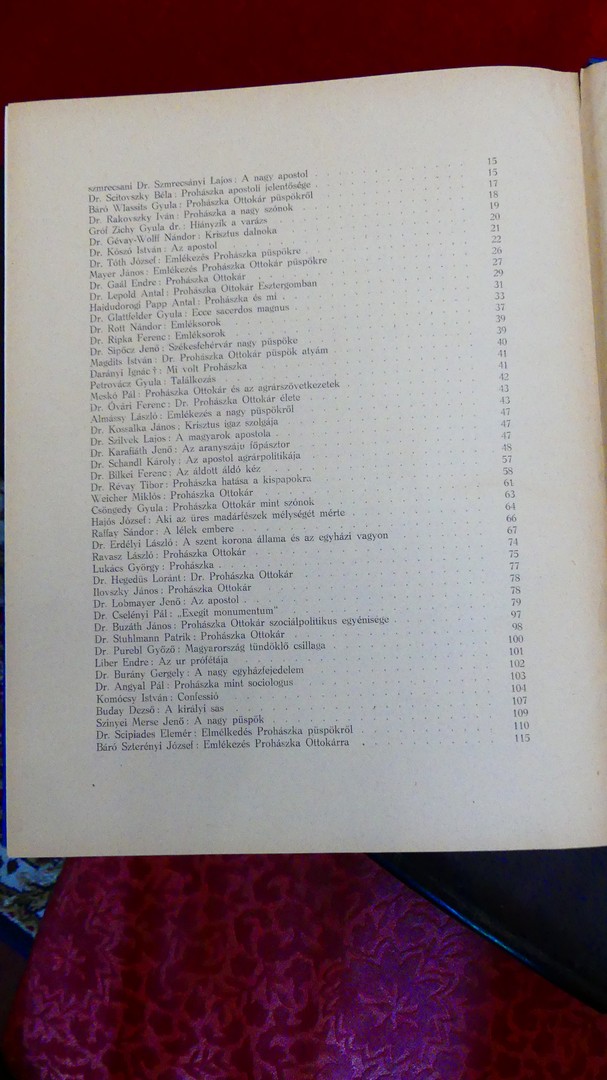 szmrecsani Dr. Szmrecsányi Lajos: A nagy apostol . . . 15
Dr. Scitovszky Béla: Prohászka apostoli jelentősége . . . 15
Báró Wlassits Gyula: Prohászka Ottokár püspökről . . . 17
Dr. Rakovszky Iván: Prohászka a nagy szónok . . . 18
Gróf Zichy Gyula dr.: Hiányzik a varázs . . . 19
Dr. Gévay-Wolff Nándor: Krisztus dalnoka . . . 20
Dr. Kószó István: Az apostol . . . 21
Dr. Tóth József: Emlékezés Prohászka püspökre . . . 22
Mayer János: Emlékezés Prohászka Ottokár püspökre . . . 26
Dr. Gaál Endre: Prohászka Ottokár . . . 27
Dr. Lepold Antal: Prohászka Ottokár Esztergomban . . . 29
Hajdudorogi Papp Antal: Prohászka és mi . . . 31
Dr. Glattfelder Gyula: Ecce sacerdos magnus . . . 33
Dr. Rott Nándor: Emléksorok . . . 37
Dr. Ripka Ferenc: Emléksorok . . . 39
Dr. Sipőcz Jenő: Székesfehérvár nagy püspöke . . . 39
Magdits István: Dr. Prohászka Ottokár püspök atyám . . . 40
Darányi Ignác†: Mi volt Prohászka . . . 41
Petrovácz Gyula: Találkozás . . . 41
Meskó Pál: Prohászka Ottokár és az agrárszövetkezetek . . . 42
Dr. Óvári Ferenc: Dr. Prohászka Ottokár élete . . . 43
Almássy László: Emlékezés a nagy püspökről . . . 43
Dr. Kossalka János: Krisztus igaz szolgája . . . 47
Dr. Szilvek Lajos: A magyarok apostola . . . 47
Dr. Karafiáth Jenő: Az aranyszáju főpásztor . . . 47
Dr. Schandl Károly: Az apostol agrárpolitikája . . . 48
Dr. Bilkei Ferenc: Az áldott áldó kéz . . . 57
Dr. Révay Tibor: Prohászka hatása a kispapokra . . . 58
Weicher Miklós: Prohászka Ottokár . . . 61
Csöngedy Gyula: Prohászka Ottokár mint szónok . . . 63
Hajós József: Aki az üres madárfészek mélységét mérte . . . 64
Raffay Sándor: A lélek embere . . . 66
Dr. Erdélyi László: A szent korona állama és az egyházi vagyon . . . 67
Ravasz László: Prohászka Ottokár . . . 74
Lukács György: Prohászka . . . 75
Dr. Hegedüs Loránt: Dr. Prohászka Ottokár . . . 77
Ilovszky János: Prohászka Ottokár . . . 78
Dr. Lobmayer Jenő: Az apostol . . . 78
Dr. Cselényi Pál: „Exegit monumentum" . . . 79
Dr. Buzáth János: Prohászka Ottokár szociálpolitikus egyénisege . . . 97
Dr. Stuhlmann Patrik: Prohászka Ottokár . . . 98
Dr. Purebl Győző: Magyarország tündöklő csillaga . . . 100
Liber Endre: Az ur prófétája . . . 101
Dr. Burány Gergely: A nagy egyházfejedelem . . . 102
Dr. Angyal Pál: Prohászka mint sociologus . . . 103
Komócsy István: Confessió . . . 104
Buday Dezső: A királyi sas . . . 107
Szinyei Merse Jenő: A nagy püspök . . . 109
Dr. Scipiades Elemér: Elmélkedés Prohászka püspökről . . . 110
Báró Szterényi József: Emlékezés Prohászka Ottokárra . . . 115